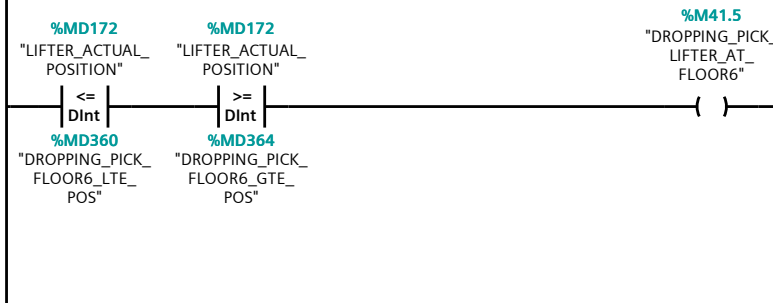 %MD172
"LIFTER_ACTUAL_
POSITION"
<=
DInt
%MD360
"DROPPING_PICK_
FLOOR6_LTE_
POS"
%MD172
"LIFTER_ACTUAL_
POSITION"
>=
DInt
%MD364
"DROPPING_PICK_
FLOOR6_GTE_
POS"
%M41.5
"DROPPING_PICK_
LIFTER_AT_
FLOOR6"